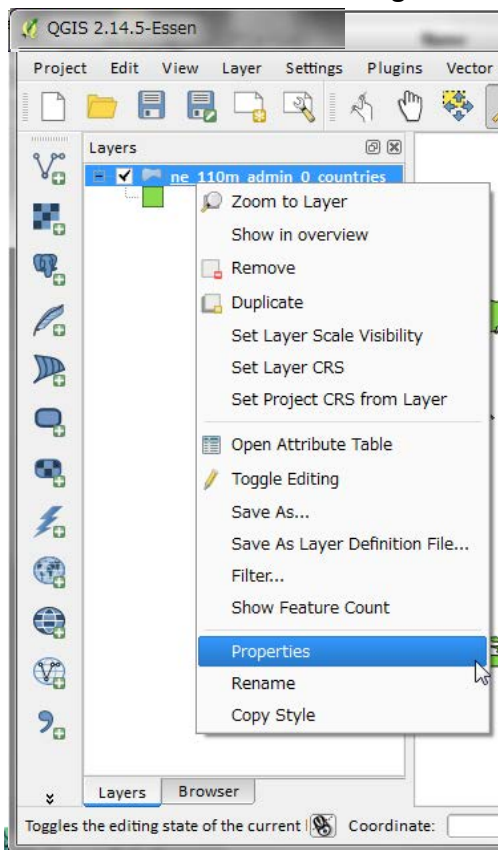 QGIS 2.14.5-Essen
Project Edit View Layer Settings Plugins Vector
Layers
ne_110m_admin_0_countries
Zoom to Layer
Show in overview
Remove
Duplicate
Set Layer Scale Visibility
Set Layer CRS
Set Project CRS from Layer
Open Attribute Table
Toggle Editing
Save As...
Save As Layer Definition File...
Filter...
Show Feature Count
Properties
Rename
Copy Style
Layers Browser
Toggles the editing state of the current Coordinate: